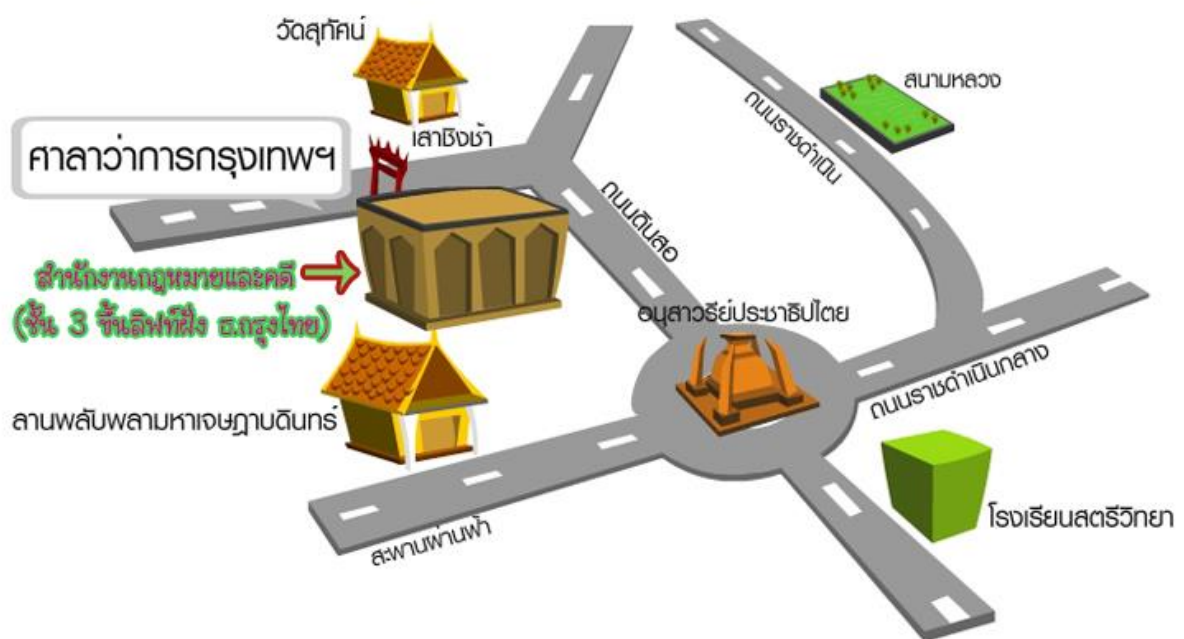 วัดสุทัศน์
สนามหลวง
ถนนราชดำเนิน
เสาชิงช้า
ศาลาว่าการกรุงเทพฯ
ถนนดินสอ
สำนักงานกฎหมายและคดี
(ชั้น 3 ขึ้นลิฟท์ฝั่ง ธ.กรุงไทย)
อนุสาวรีย์ประชาธิปไตย
ถนนราชดำเนินกลาง
ลานพลับพลามหาเจษฎาบดินทร์
โรงเรียนสตรีวิทยา
สะพานผ่านฟ้า